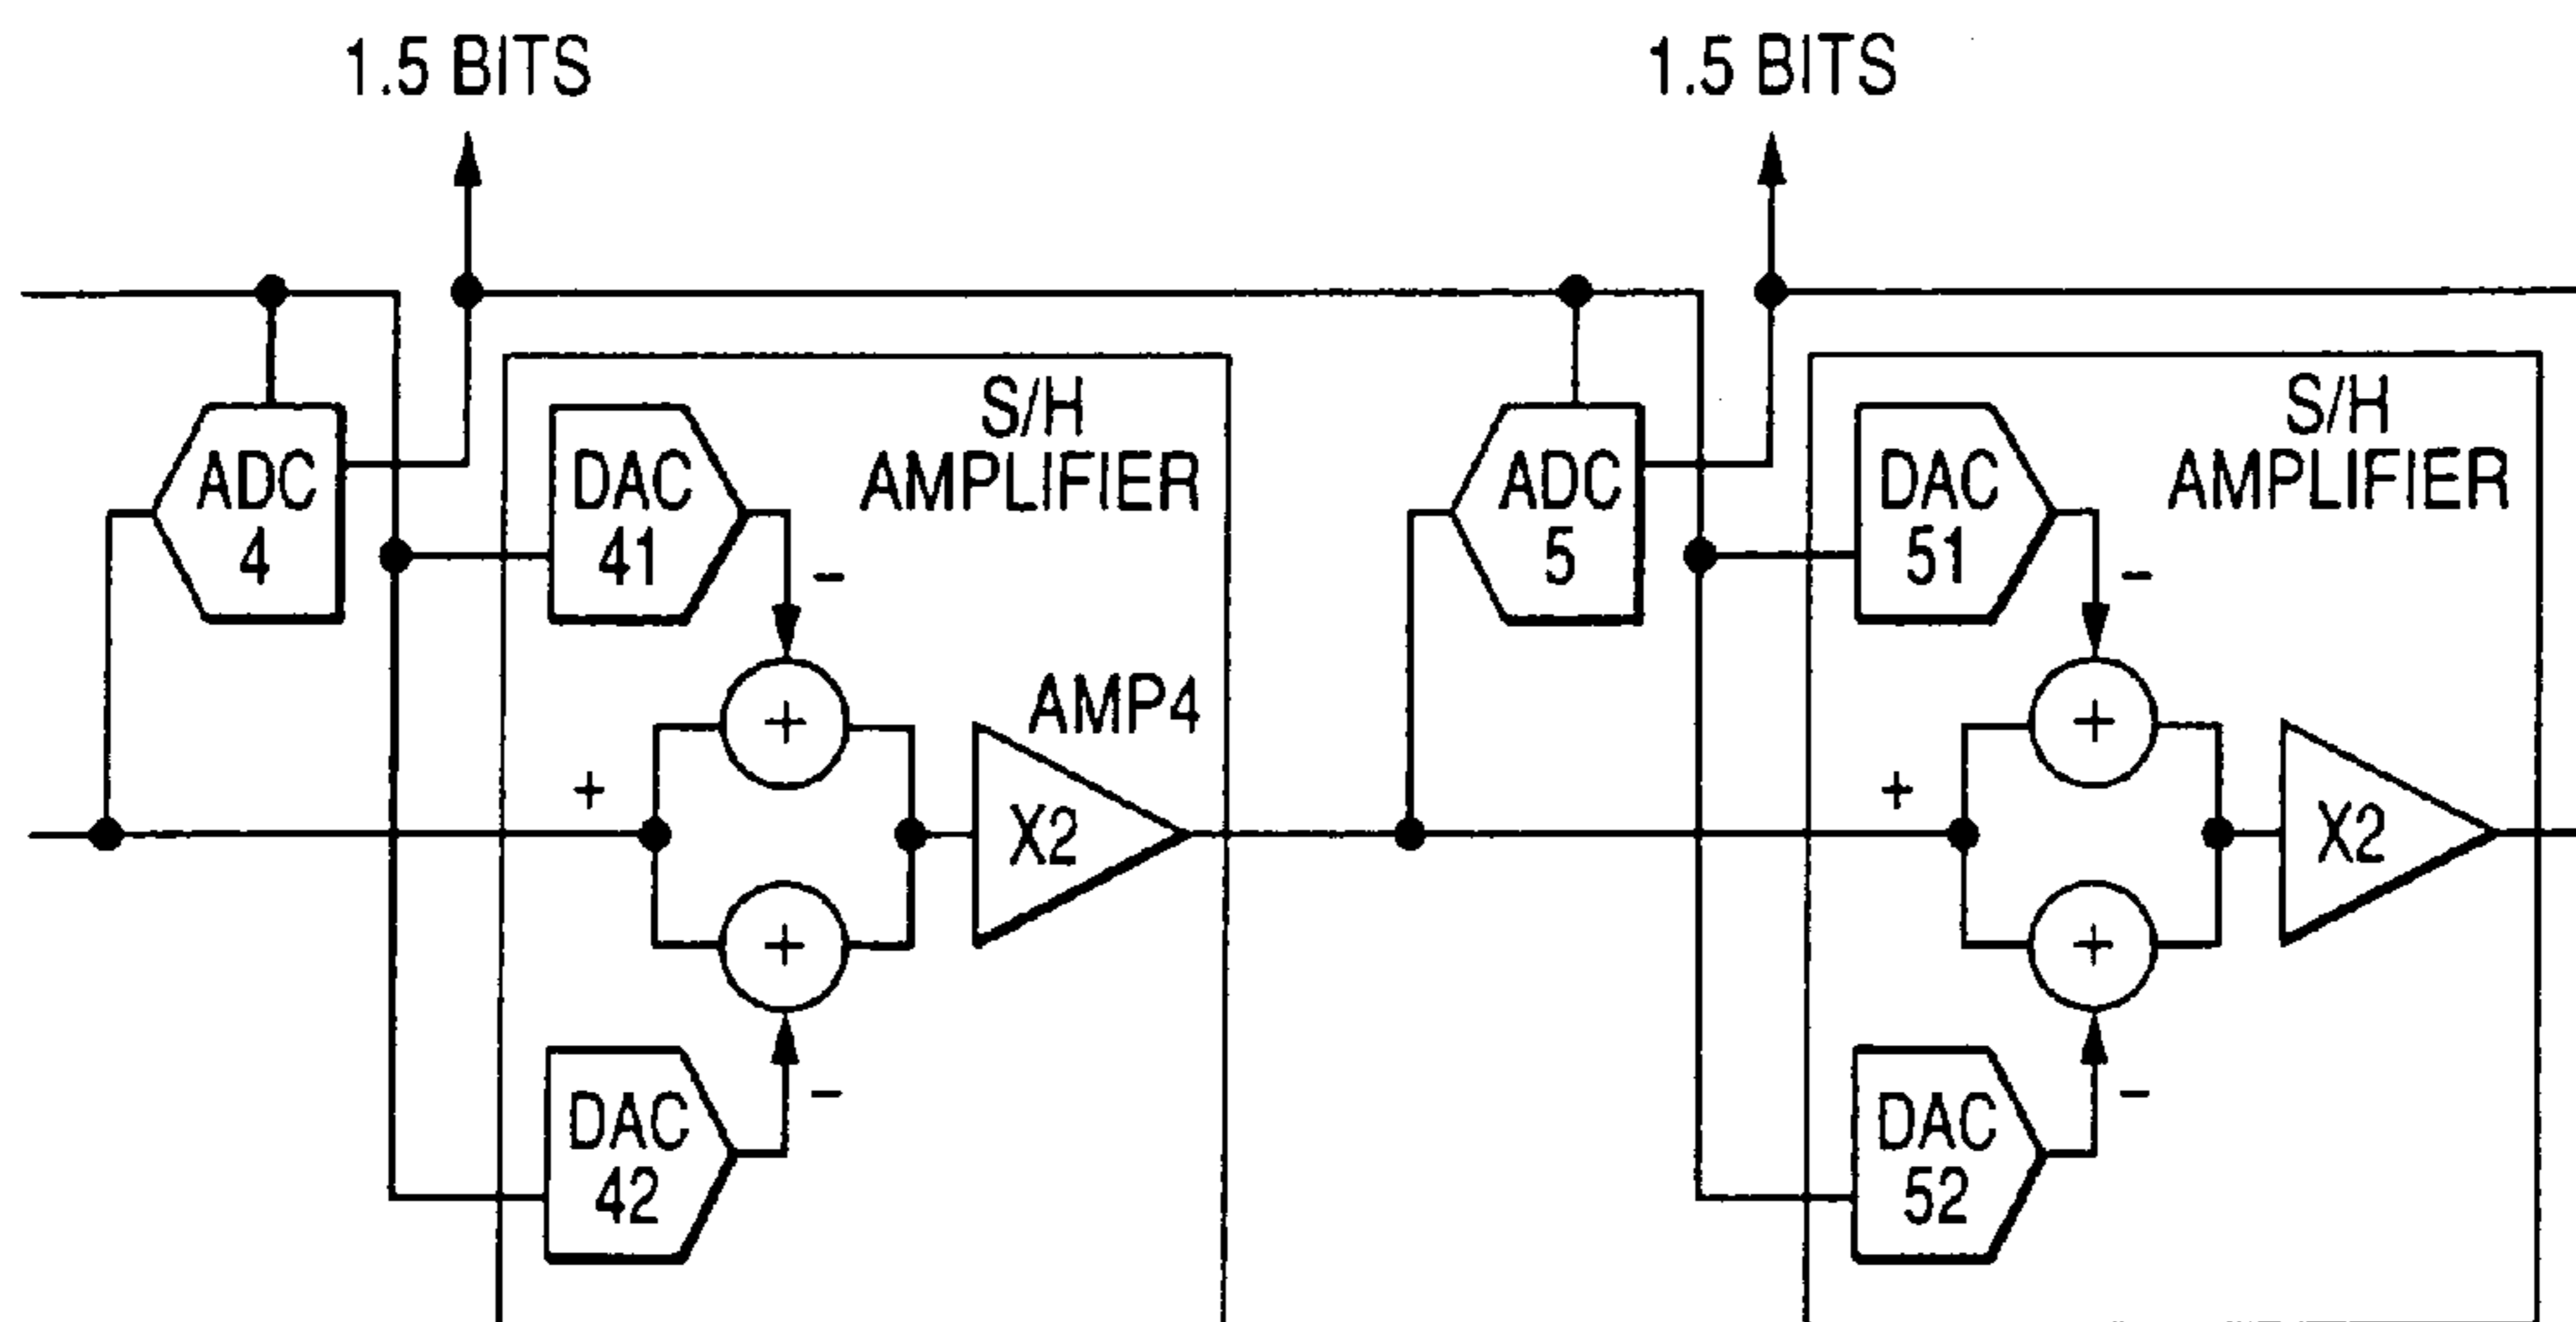 1.5 BITS
1.5 BITS
ADC
4
DAC
41
S/H
AMPLIFIER
-
+
+
+
-
DAC
42
AMP4
X2
ADC
5
DAC
51
S/H
AMPLIFIER
-
+
+
+
-
DAC
52
X2